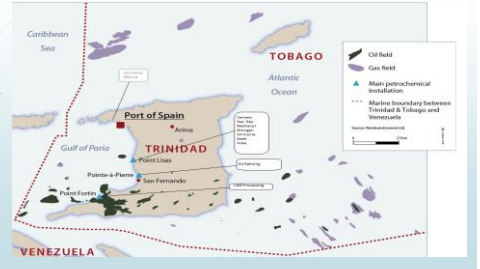 Caribbean
Sea
TOBAGO
Atlantic
Ocean
Oil field
Gas field
Main petrochemical
installation
Marine boundary between
Trinidad & Tobago and
Venezuela
Port of Spain
Arima
Gulf of Paria
TRINIDAD
Point Lisas
Oil Refining
Pointe-à-Pierre
San Fernando
Point Fortin
LNG Processing
VENEZUELA